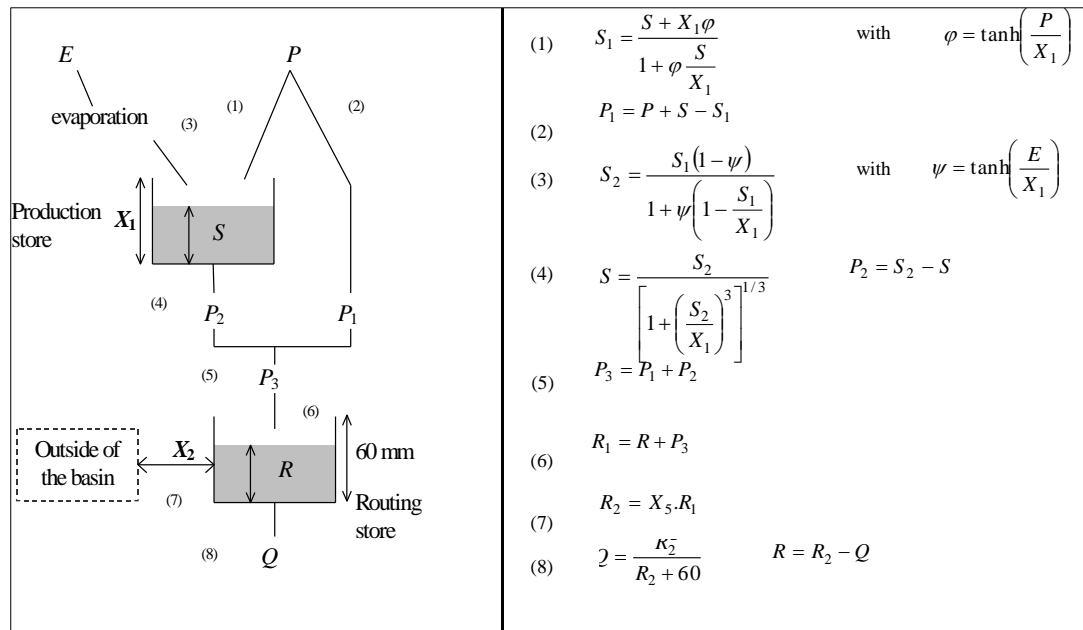 E
P
evaporation
(3)
(1)
(2)
Production
store
X₁
S
(4)
P₂
P₁
(5)
P₃
(6)
Outside of
the basin
X₂
R
60 mm
(7)
Routing
store
(8)
Q
(1) S₁ = (S + X₁φ) / (1 + φ S/X₁) with φ = tanh(P/X₁)
(2) P₁ = P + S − S₁
(3) S₂ = S₁(1 − ψ) / (1 + ψ(1 − S₁/X₁)) with ψ = tanh(E/X₁)
(4) S = S₂ / [1 + (S₂/X₁)³]^{1/3} P₂ = S₂ − S
(5) P₃ = P₁ + P₂
(6) R₁ = R + P₃
(7) R₂ = X₅.R₁
(8) Q = R₂² / (R₂ + 60) R = R₂ − Q